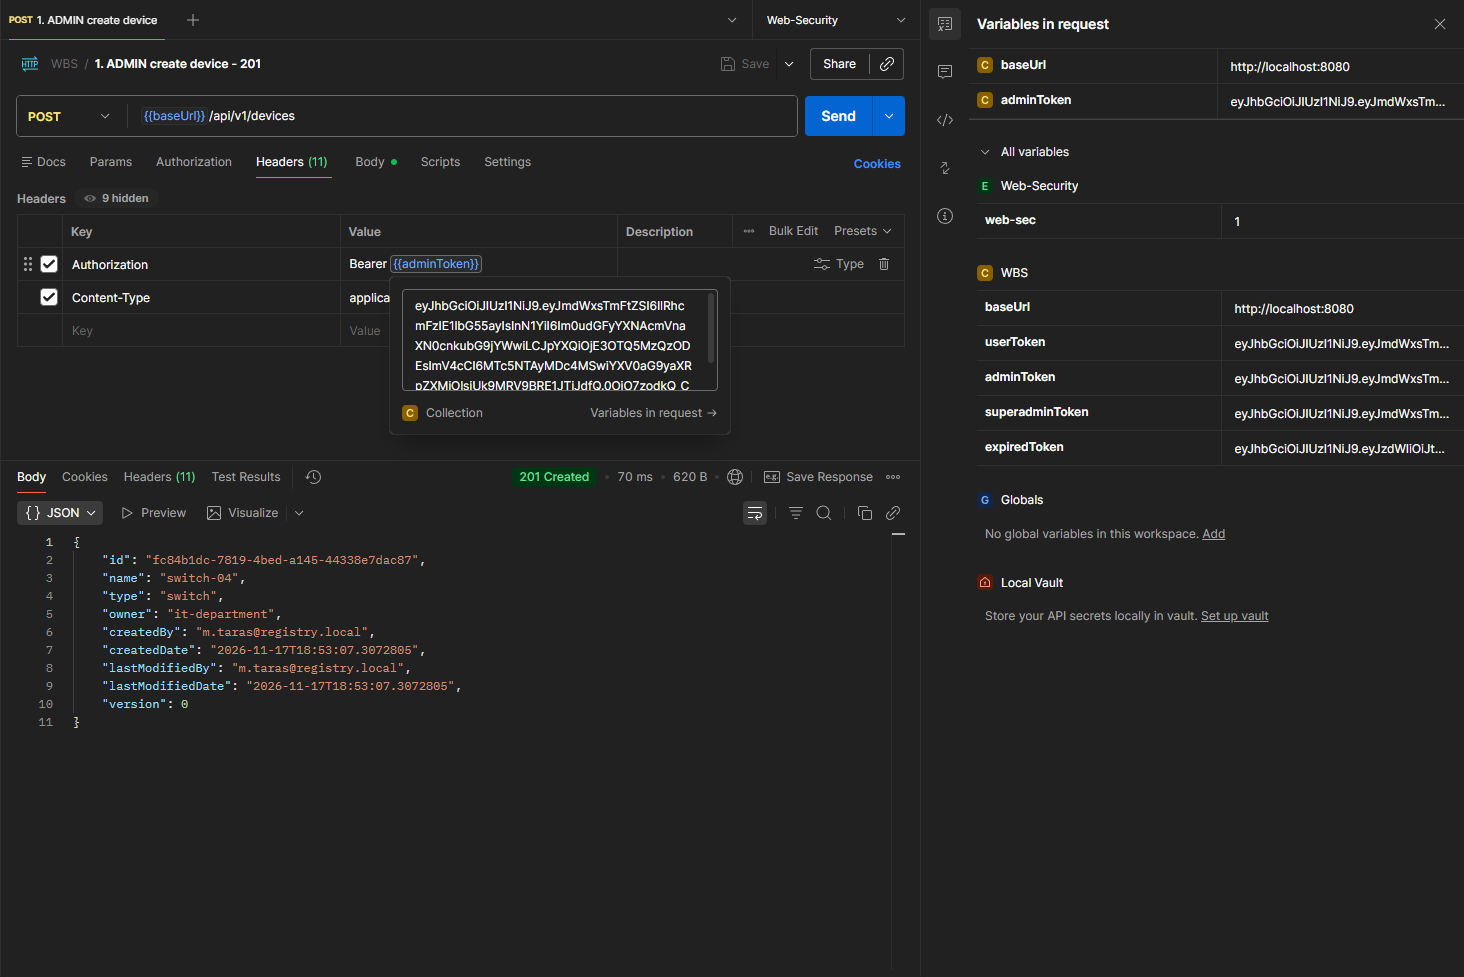 POST 1. ADMIN create device
Web-Security
HTTP WBS / 1. ADMIN create device - 201
Save
Share
POST
{{baseUrl}} /api/v1/devices
Send
Docs Params Authorization Headers (11) Body Scripts Settings
Cookies
Headers 9 hidden
Key Value Description Bulk Edit Presets
Authorization Bearer {{adminToken}} Type
Content-Type applica
Key Value
eyJhbGciOiJIUzI1NiJ9.eyJmdWxsTmFtZSI6IlRhc
mFzIE1lbG55ayIsInN1YiI6Im0udGFyYXNAcmVna
XN0cnkubG9jYWwiLCJpYXQiOjE3OTQ5MzQzOD
EsImV4cCI6MTc5NTAyMDc4MSwiYXV0aG9yaXR
pZXMiOlsiUk9MRV9BRE1JTiJdfQ.0OjO7zodkQ_C
C Collection
Variables in request →
Body Cookies Headers (11) Test Results
201 Created • 70 ms • 620 B
e.g. Save Response
{} JSON Preview Visualize
1 {
2 "id": "fc84b1dc-7819-4bed-a145-44338e7dac87",
3 "name": "switch-04",
4 "type": "switch",
5 "owner": "it-department",
6 "createdBy": "m.taras@registry.local",
7 "createdDate": "2026-11-17T18:53:07.3072805",
8 "lastModifiedBy": "m.taras@registry.local",
9 "lastModifiedDate": "2026-11-17T18:53:07.3072805",
10 "version": 0
11 }
Variables in request
C baseUrl http://localhost:8080
C adminToken eyJhbGciOiJIUzI1NiJ9.eyJmdWxsTm...
All variables
E Web-Security
web-sec 1
C WBS
baseUrl http://localhost:8080
userToken eyJhbGciOiJIUzI1NiJ9.eyJmdWxsTm...
adminToken eyJhbGciOiJIUzI1NiJ9.eyJmdWxsTm...
superadminToken eyJhbGciOiJIUzI1NiJ9.eyJmdWxsTm...
expiredToken eyJhbGciOiJIUzI1NiJ9.eyJzdWIiOiJt...
G Globals
No global variables in this workspace. Add
Local Vault
Store your API secrets locally in vault. Set up vault